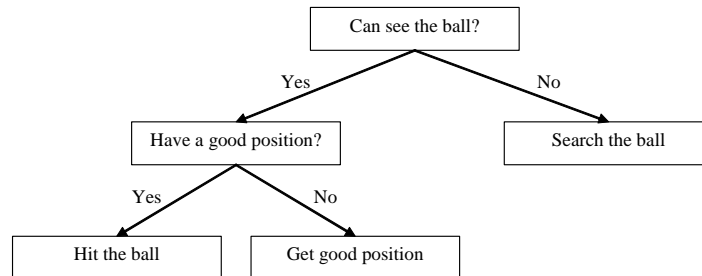 Can see the ball?
Yes
No
Have a good position?
Search the ball
Yes
No
Hit the ball
Get good position